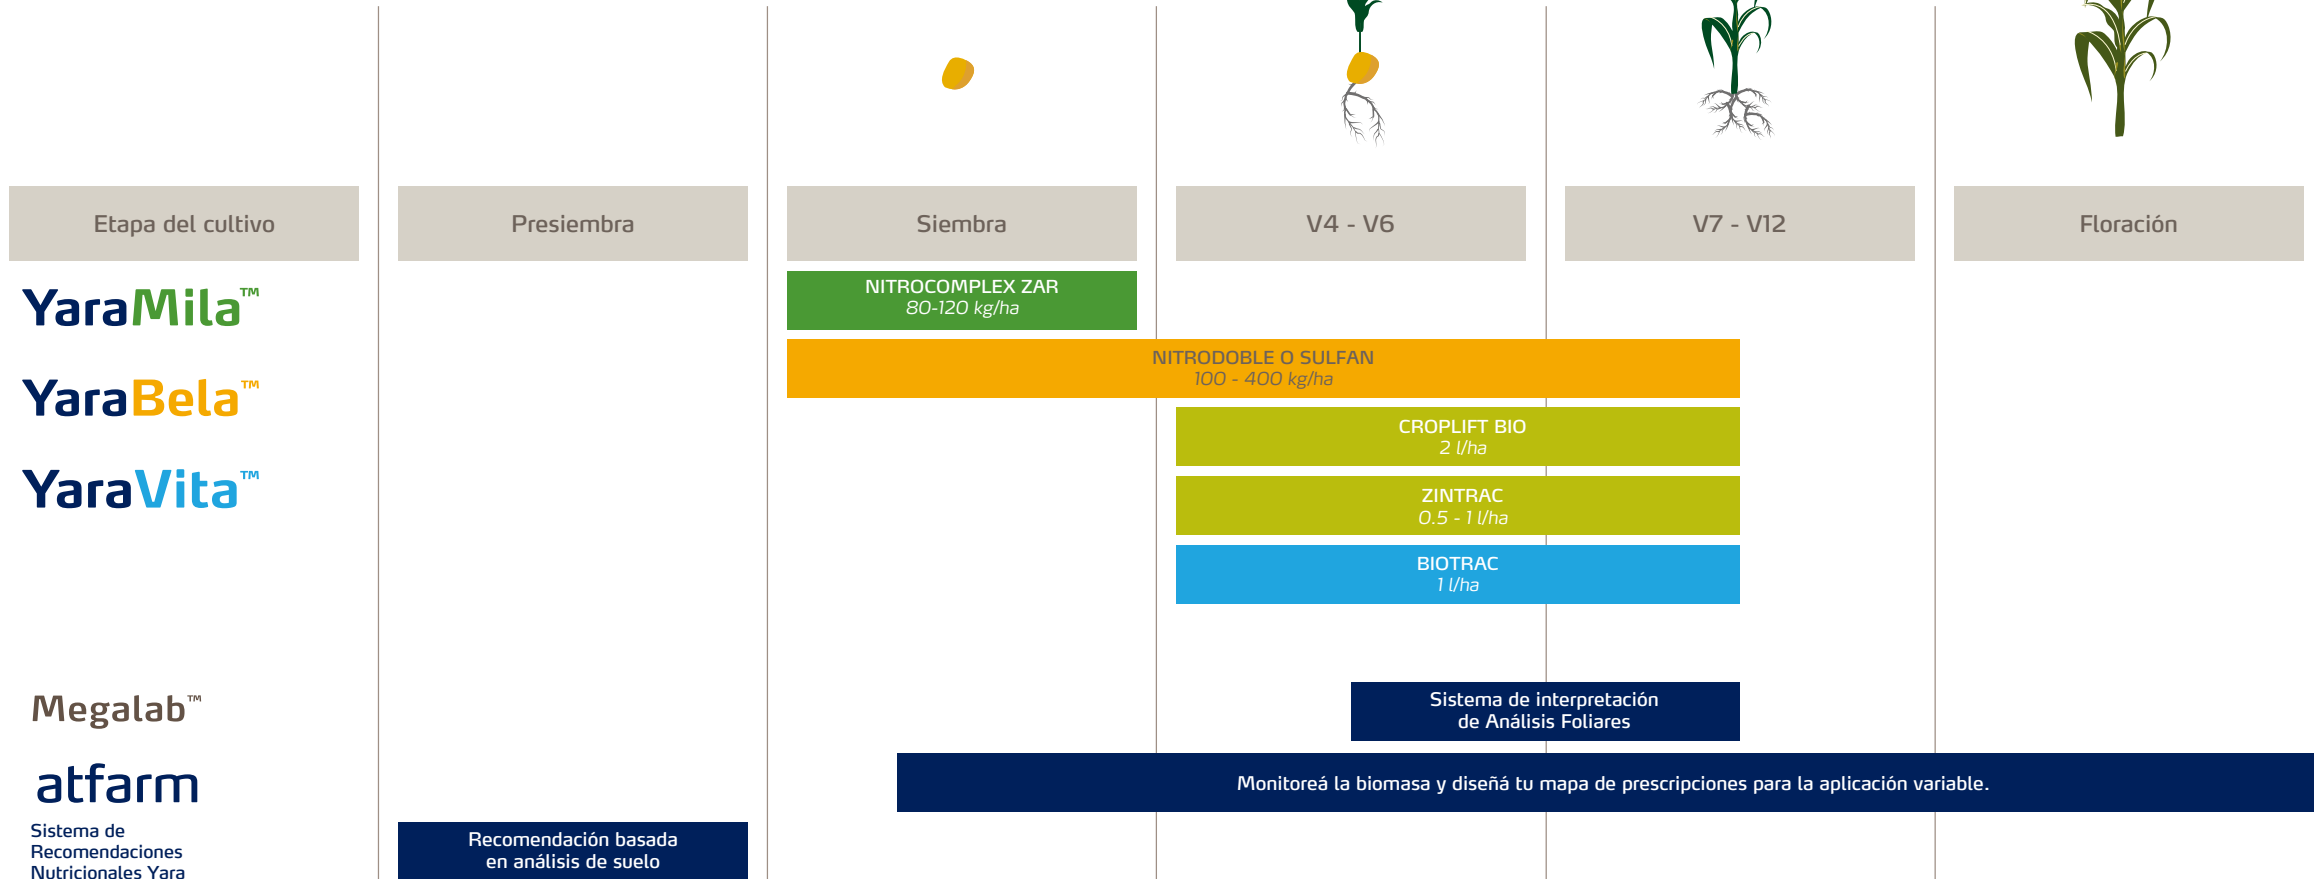 Etapa del cultivo
Presiembra
Siembra
V4 - V6
V7 - V12
Floración
YaraMila™
NITROCOMPLEX ZAR
80-120 kg/ha
YaraBela™
NITRODOBLE O SULFAN
100 - 400 kg/ha
YaraVita™
CROPLIFT BIO
2 l/ha
ZINTRAC
0.5 - 1 l/ha
BIOTRAC
1 l/ha
Megalab™
Sistema de interpretación
de Análisis Foliares
atfarm
Monitoreá la biomasa y diseñá tu mapa de prescripciones para la aplicación variable.
Sistema de
Recomendaciones
Nutricionales Yara
Recomendación basada
en análisis de suelo